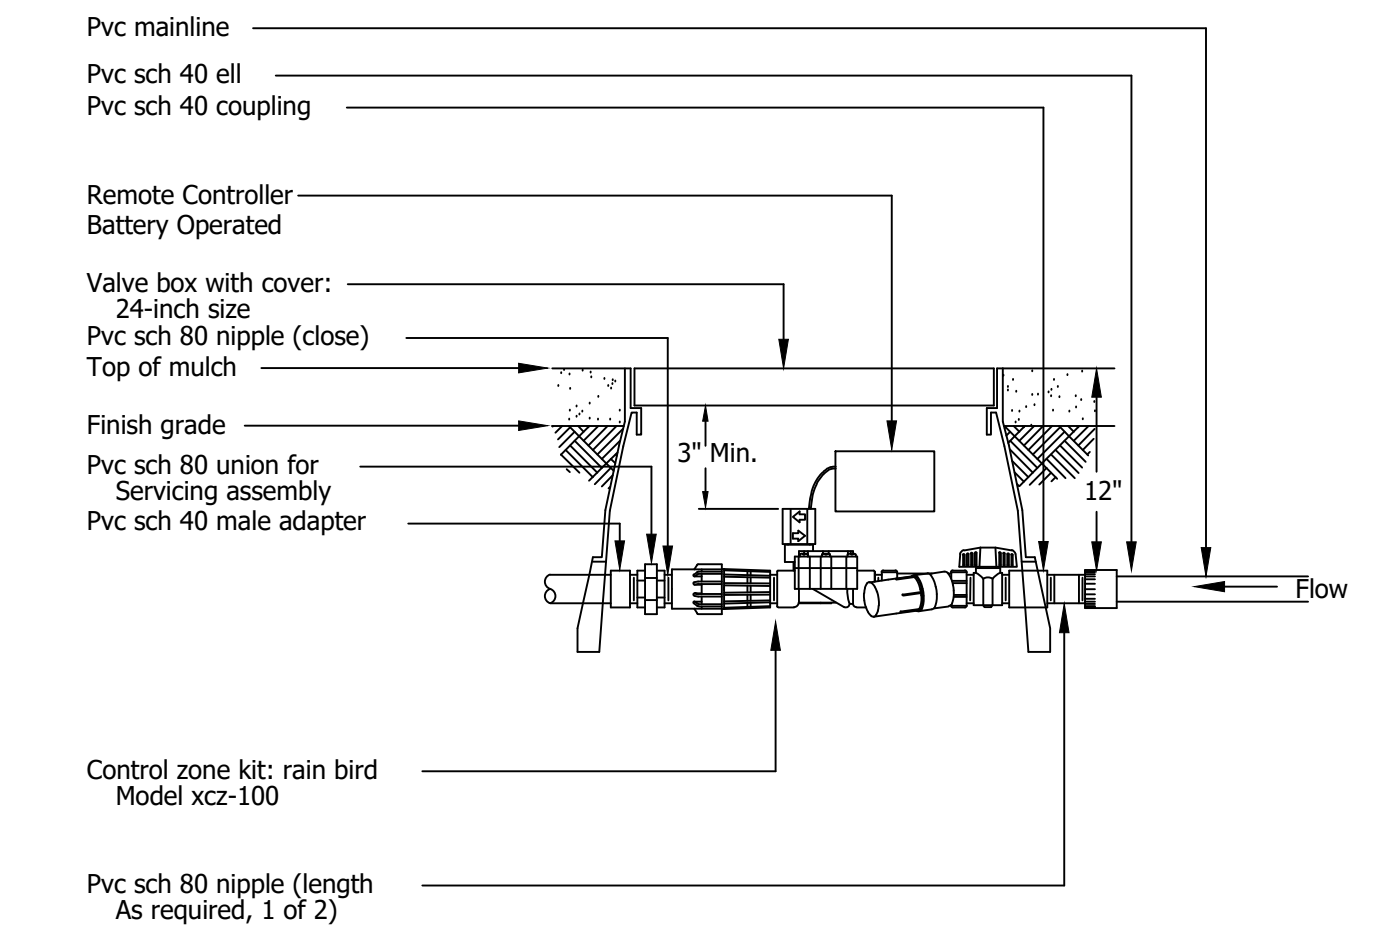 Pvc mainline
Pvc sch 40 ell
Pvc sch 40 coupling
Remote Controller
Battery Operated
Valve box with cover:
24-inch size
Pvc sch 80 nipple (close)
Top of mulch
Finish grade
Pvc sch 80 union for
Servicing assembly
Pvc sch 40 male adapter
3" Min.
12"
Flow
Control zone kit: rain bird
Model xcz-100
Pvc sch 80 nipple (length
As required, 1 of 2)